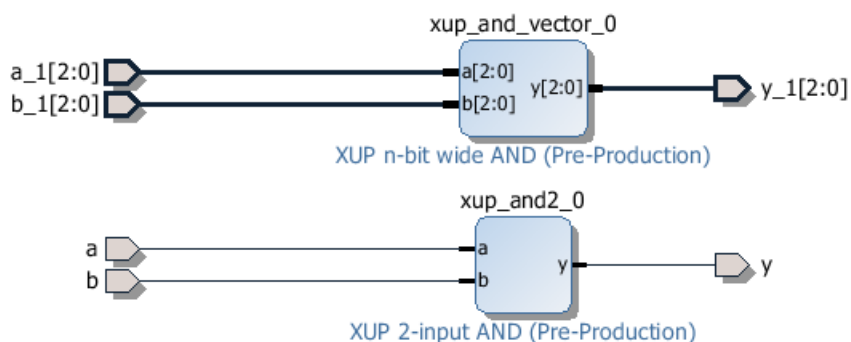 xup_and_vector_0
a_1[2:0]
a[2:0]
y[2:0]
y_1[2:0]
b_1[2:0]
b[2:0]
XUP n-bit wide AND (Pre-Production)
xup_and2_0
a
a
y
y
b
b
XUP 2-input AND (Pre-Production)